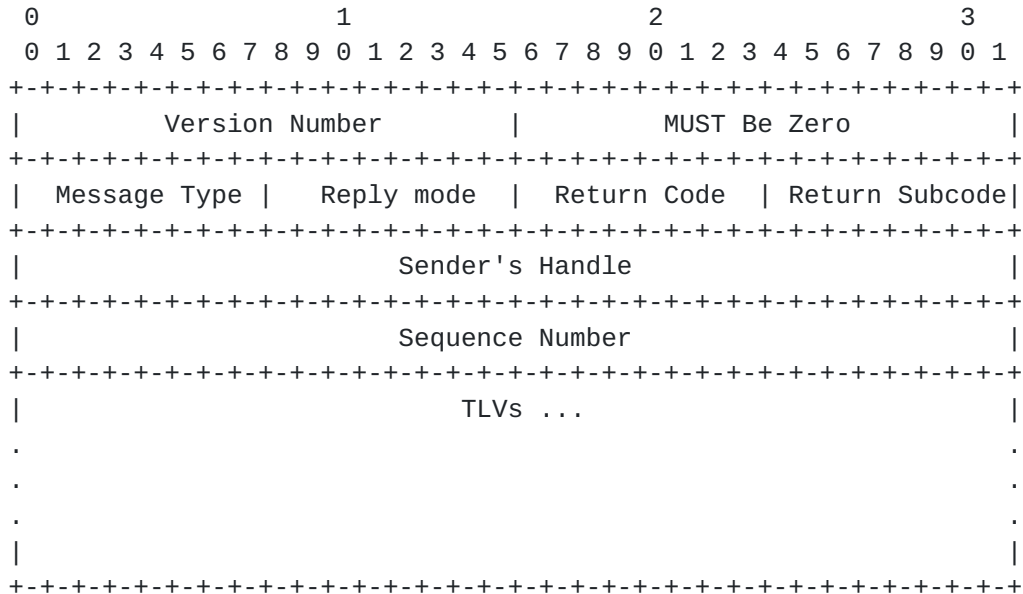 0                   1                   2                   3
 0 1 2 3 4 5 6 7 8 9 0 1 2 3 4 5 6 7 8 9 0 1 2 3 4 5 6 7 8 9 0 1
+-+-+-+-+-+-+-+-+-+-+-+-+-+-+-+-+-+-+-+-+-+-+-+-+-+-+-+-+-+-+-+-+
|         Version Number        |         MUST Be Zero          |
+-+-+-+-+-+-+-+-+-+-+-+-+-+-+-+-+-+-+-+-+-+-+-+-+-+-+-+-+-+-+-+-+
|  Message Type |   Reply mode  |  Return Code  | Return Subcode|
+-+-+-+-+-+-+-+-+-+-+-+-+-+-+-+-+-+-+-+-+-+-+-+-+-+-+-+-+-+-+-+-+
|                        Sender's Handle                        |
+-+-+-+-+-+-+-+-+-+-+-+-+-+-+-+-+-+-+-+-+-+-+-+-+-+-+-+-+-+-+-+-+
|                        Sequence Number                        |
+-+-+-+-+-+-+-+-+-+-+-+-+-+-+-+-+-+-+-+-+-+-+-+-+-+-+-+-+-+-+-+-+
|                            TLVs ...                           |
.                                                               .
.                                                               .
.                                                               .
|                                                               |
+-+-+-+-+-+-+-+-+-+-+-+-+-+-+-+-+-+-+-+-+-+-+-+-+-+-+-+-+-+-+-+-+